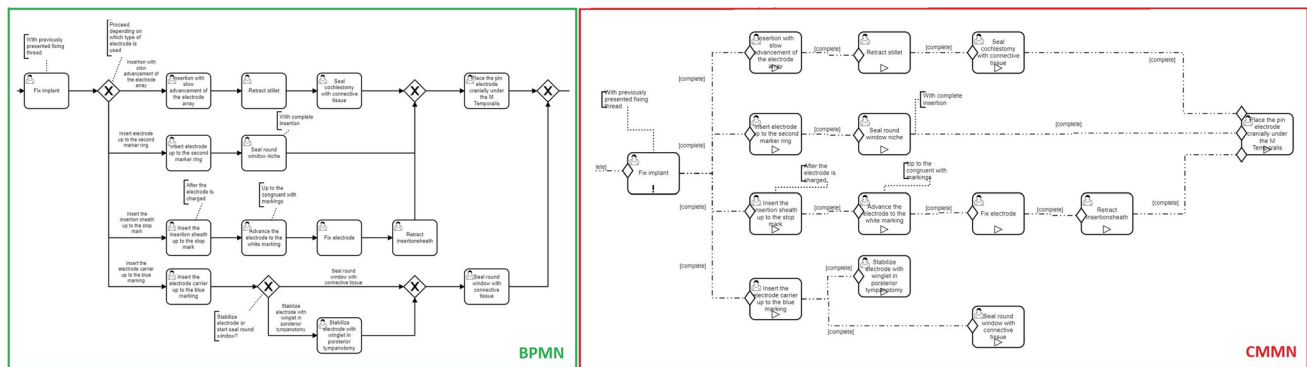 With previously
presented fixing
thread
Fix implant
Proceed depending
on which type of
electrode is
used
Insertion with slow
advancement of
the electrode
array
Insertion with slow
advancement of the
electrode array
Retract stillet
Seal
cochlestomy with
connective tissue
Place the pin
electrode
cranially under
the M
Temporalis
Insert electrode
up to the second
marker ring
Insert electrode
up to the second
marker ring
Seal round
window niche
With complete
insertion
After the
electrode is
charged
Up to the
congruent with
markings
Insert the
insertion sheath
up to the stop
mark
Insert the
insertion sheath
up to the stop
mark
Advance the
electrode to the
white marking
Fix electrode
Retract
insertionsheath
Insert the
electrode carrier
up to the blue
marking
Insert the
electrode carrier
up to the blue
marking
Stabilize
electrode or
start seal round
window?
Seal round
window with
connective tissue
Stabilize
electrode with
winglet in
porsterior
tympanotomy
Stabilize
electrode with
winglet in
porsterior
tympanotomy
Seal round
window with
connective
tissue
BPMN
With previously
presented fixing
thread
lete]
Fix implant
!
[complete]
[complete]
[complete]
[complete]
Insertion with
slow
advancement of
the electrode
array
[complete]
Retract stillet
[complete]
Seal
cochlestomy
with connective
tissue
[complete]
Insert electrode
up to the second
marker ring
[complete]
Seal round
window niche
With complete
insertion
[complete]
Place the pin
electrode
cranially under
the M
Temporalis
After the
electrode is
charged
Up to the
congruent with
markings
Insert the
insertion sheath
up to the stop
mark
[complete]
Advance the
electrode to the
white marking
[complete]
Fix electrode
[complete]
Retract
insertionsheath
[complete]
Insert the
electrode carrier
up to the blue
marking
[complete]
Stabilize
electrode with
winglet in
posterior
tympanotomy
[complete]
Seal round
window with
connective
tissue
CMMN